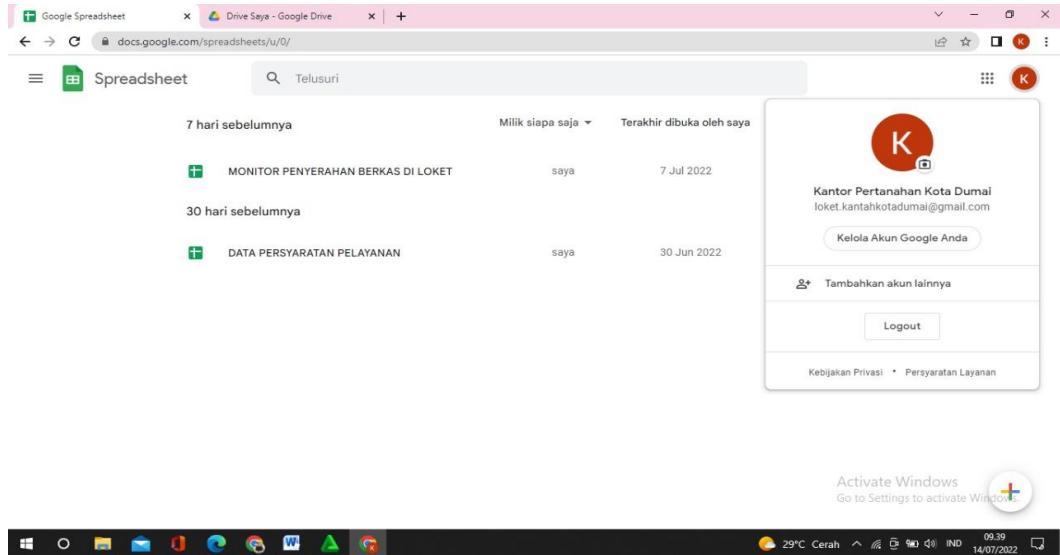 Google Spreadsheet
Drive Saya - Google Drive
docs.google.com/spreadsheets/u/0/
K
Spreadsheet
Telusuri
K
7 hari sebelumnya
Milik siapa saja
Terakhir dibuka oleh saya
MONITOR PENYERAHAN BERKAS DI LOKET
saya
7 Jul 2022
30 hari sebelumnya
DATA PERSYARATAN PELAYANAN
saya
30 Jun 2022
K
Kantor Pertanahan Kota Dumai
loket.kantahkotadumai@gmail.com
Kelola Akun Google Anda
Tambahkan akun lainnya
Logout
Kebijakan Privasi • Persyaratan Layanan
Activate Windows
Go to Settings to activate Windows.
29°C Cerah
IND
09.39
14/07/2022